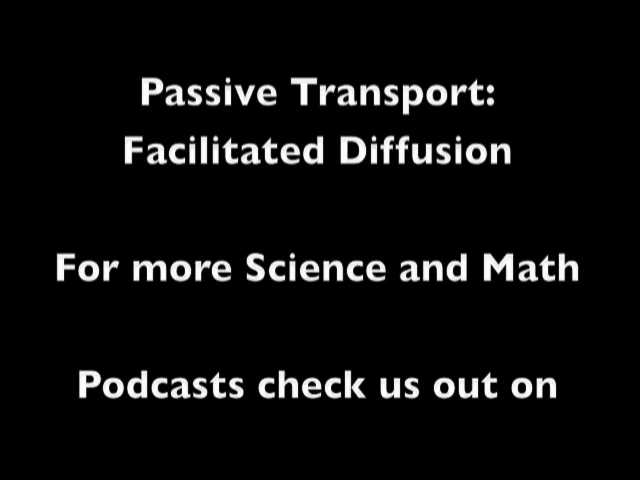 Passive Transport:
Facilitated Diffusion
For more Science and Math
Podcasts check us out on